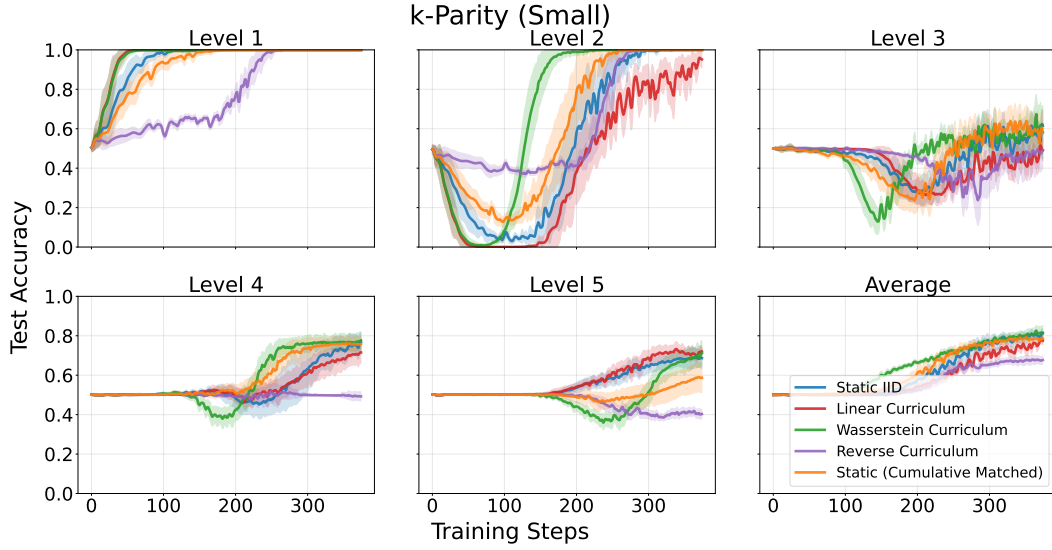 k-Parity (Small)
Level 1
Level 2
Level 3
1.0
0.8
0.6
0.4
0.2
0.0
Level 4
Level 5
Average
1.0
0.8
0.6
0.4
0.2
0.0
0 100 200 300
0 100 200 300
0 100 200 300
Test Accuracy
Training Steps
Static IID
Linear Curriculum
Wasserstein Curriculum
Reverse Curriculum
Static (Cumulative Matched)